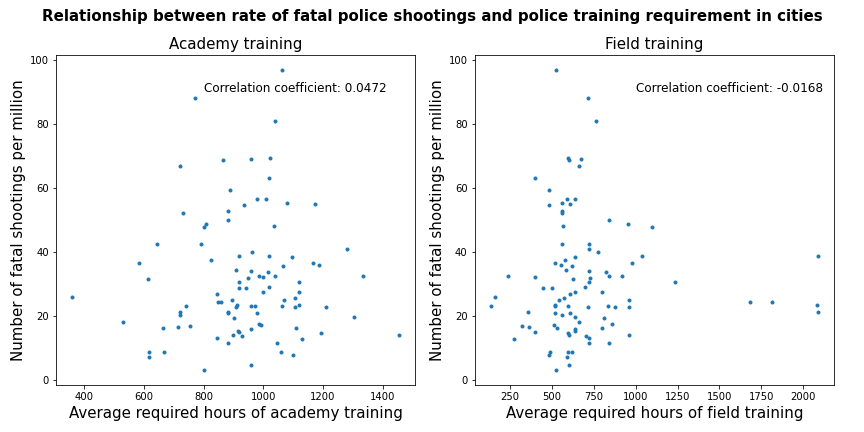 Relationship between rate of fatal police shootings and police training requirement in cities
Academy training
Correlation coefficient: 0.0472
Number of fatal shootings per million
100
80
60
40
20
0
400 600 800 1000 1200 1400
Average required hours of academy training
Field training
Correlation coefficient: -0.0168
Number of fatal shootings per million
100
80
60
40
20
0
250 500 750 1000 1250 1500 1750 2000
Average required hours of field training